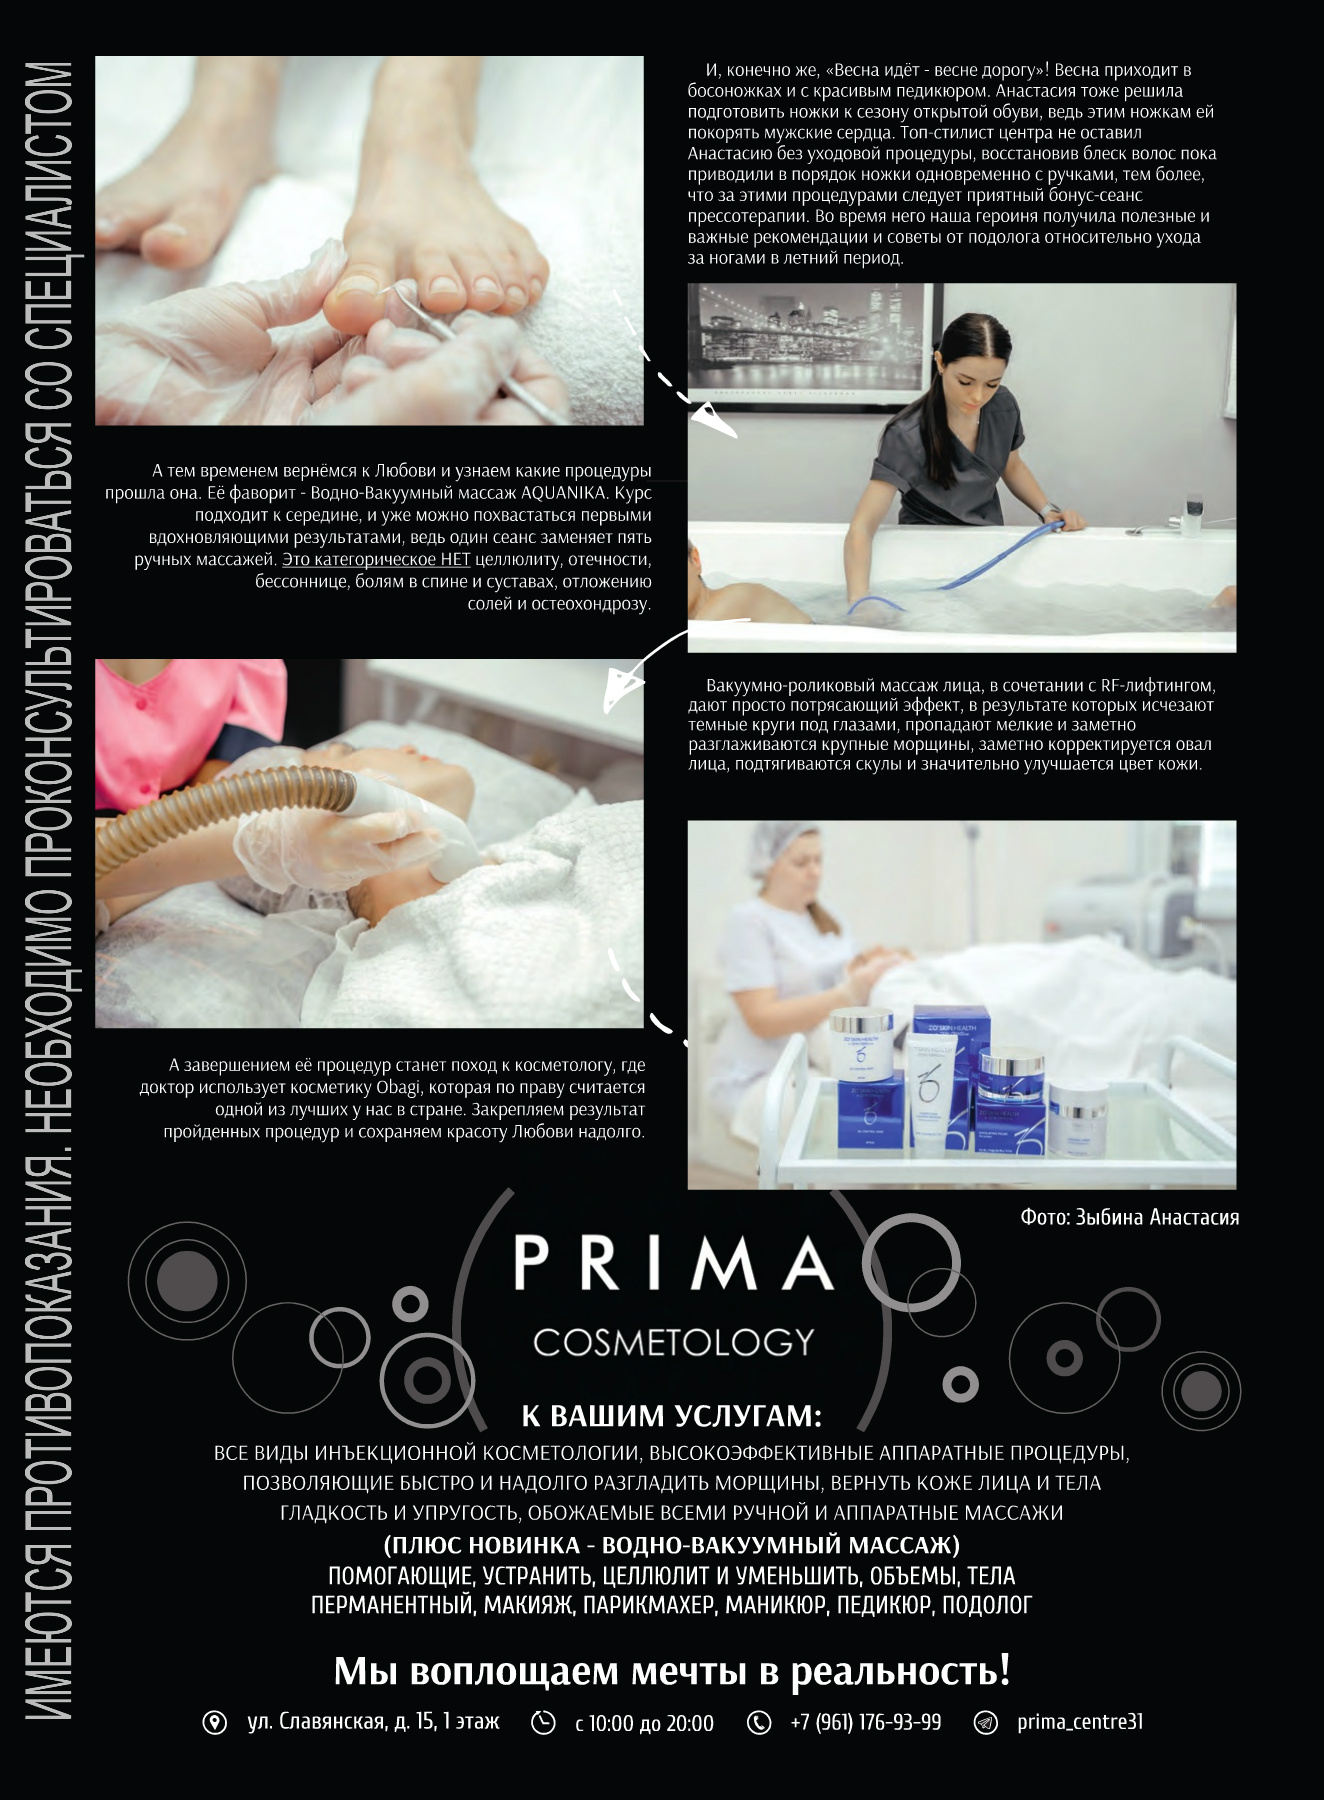 ИМЕЮТСЯ ПРОТИВОПОКАЗАНИЯ. НЕОБХОДИМО ПРОКОНСУЛЬТИРОВАТЬСЯ СО СПЕЦИАЛИСТОМ
И, конечно же, «Весна идёт - весне дорогу»! Весна приходит в
босоножках и с красивым педикюром. Анастасия тоже решила
подготовить ножки к сезону открытой обуви, ведь этим ножкам ей
покорять мужские сердца. Топ-стилист центра не оставил
Анастасию без уходовой процедуры, восстановив блеск волос пока
приводили в порядок ножки одновременно с ручками, тем более,
что за этими процедурами следует приятный бонус-сеанс
прессотерапии. Во время него наша героиня получила полезные и
важные рекомендации и советы от подолога относительно ухода
за ногами в летний период.
А тем временем вернёмся к Любови и узнаем какие процедуры
прошла она. Её фаворит - Водно-Вакуумный массаж AQUANIKA. Курс
подходит к середине, и уже можно похвастаться первыми
вдохновляющими результатами, ведь один сеанс заменяет пять
ручных массажей. Это категорическое НЕТ целлюлиту, отечности,
бессоннице, болям в спине и суставах, отложению
солей и остеохондрозу.
Вакуумно-роликовый массаж лица, в сочетании с RF-лифтингом,
дают просто потрясающий эффект, в результате которых исчезают
темные круги под глазами, пропадают мелкие и заметно
разглаживаются крупные морщины, заметно корректируется овал
лица, подтягиваются скулы и значительно улучшается цвет кожи.
А завершением её процедур станет поход к косметологу, где
доктор использует косметику Obagi, которая по праву считается
одной из лучших у нас в стране. Закрепляем результат
пройденных процедур и сохраняем красоту Любови надолго.
ZO SKIN HEALTH
Фото: Зыбина Анастасия
PRIMA
COSMETOLOGY
К ВАШИМ УСЛУГАМ:
ВСЕ ВИДЫ ИНЪЕКЦИОННОЙ КОСМЕТОЛОГИИ, ВЫСОКОЭФФЕКТИВНЫЕ АППАРАТНЫЕ ПРОЦЕДУРЫ,
ПОЗВОЛЯЮЩИЕ БЫСТРО И НАДОЛГО РАЗГЛАДИТЬ МОРЩИНЫ, ВЕРНУТЬ КОЖЕ ЛИЦА И ТЕЛА
ГЛАДКОСТЬ И УПРУГОСТЬ, ОБОЖАЕМЫЕ ВСЕМИ РУЧНОЙ И АППАРАТНЫЕ МАССАЖИ
(ПЛЮС НОВИНКА - ВОДНО-ВАКУУМНЫЙ МАССАЖ)
ПОМОГАЮЩИЕ, УСТРАНИТЬ, ЦЕЛЛЮЛИТ И УМЕНЬШИТЬ, ОБЪЕМЫ, ТЕЛА
ПЕРМАНЕНТНЫЙ, МАКИЯЖ, ПАРИКМАХЕР, МАНИКЮР, ПЕДИКЮР, ПОДОЛОГ
Мы воплощаем мечты в реальность!
ул. Славянская, д. 15, 1 этаж с 10:00 до 20:00 +7 (961) 176-93-99 prima_centre31